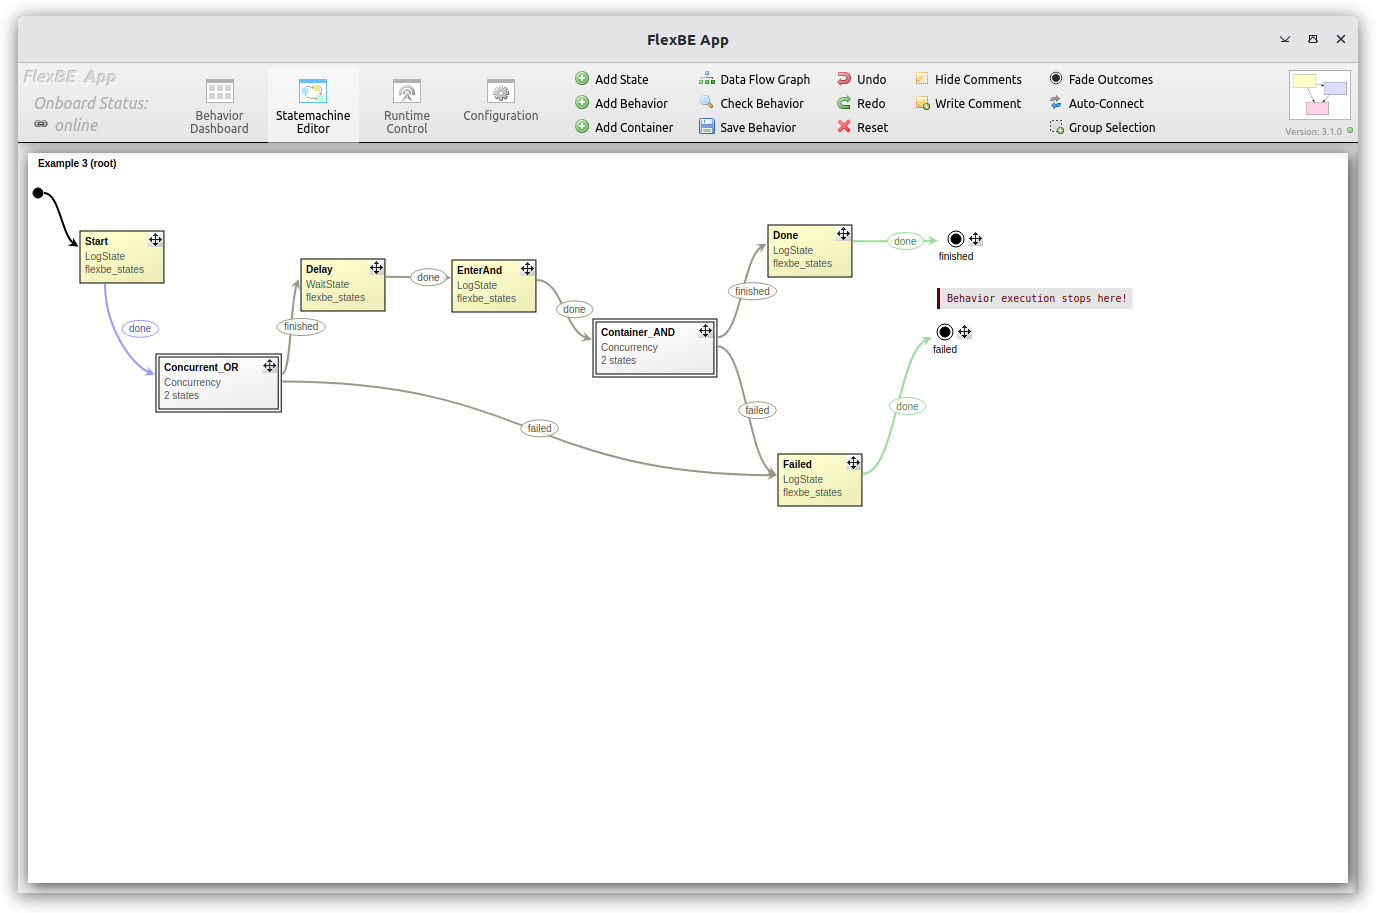 FlexBE App
FlexBE App
Onboard Status:
online
Behavior
Dashboard
Statemachine
Editor
Runtime
Control
Configuration
Add State
Add Behavior
Add Container
Data Flow Graph
Check Behavior
Save Behavior
Undo
Redo
Reset
Hide Comments
Write Comment
Fade Outcomes
Auto-Connect
Group Selection
Version: 3.1.0
Example 3 (root)
Start
LogState
flexbe_states
done
Concurrent_OR
Concurrency
2 states
finished
Delay
WaitState
flexbe_states
done
EnterAnd
LogState
flexbe_states
done
Container_AND
Concurrency
2 states
finished
Done
LogState
flexbe_states
done
finished
Behavior execution stops here!
failed
done
failed
failed
Failed
LogState
flexbe_states